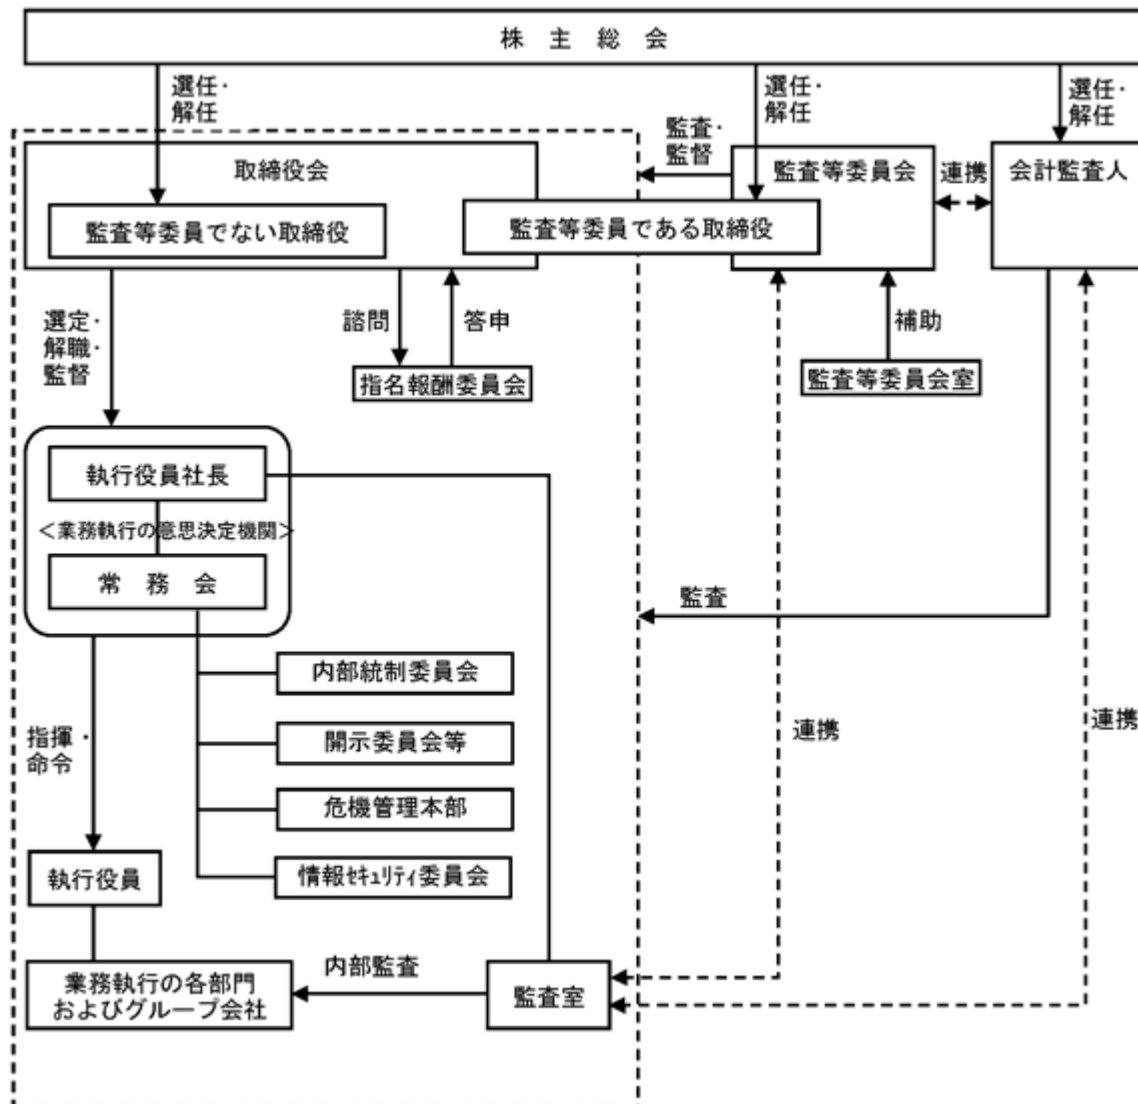 株 主 総 会
選任・
解任
選任・
解任
選任・
解任
監査・
監督
取締役会
監査等委員会
連携
会計監査人
監査等委員でない取締役
監査等委員である取締役
選定・
解職・
監督
諮問
答申
補助
指名報酬委員会
監査等委員会室
執行役員社長
＜業務執行の意思決定機関＞
常 務 会
監査
内部統制委員会
指揮・
命令
開示委員会等
連携
連携
危機管理本部
執行役員
情報ｾｷｭﾘﾃｨ委員会
業務執行の各部門
およびグループ会社
内部監査
監査室